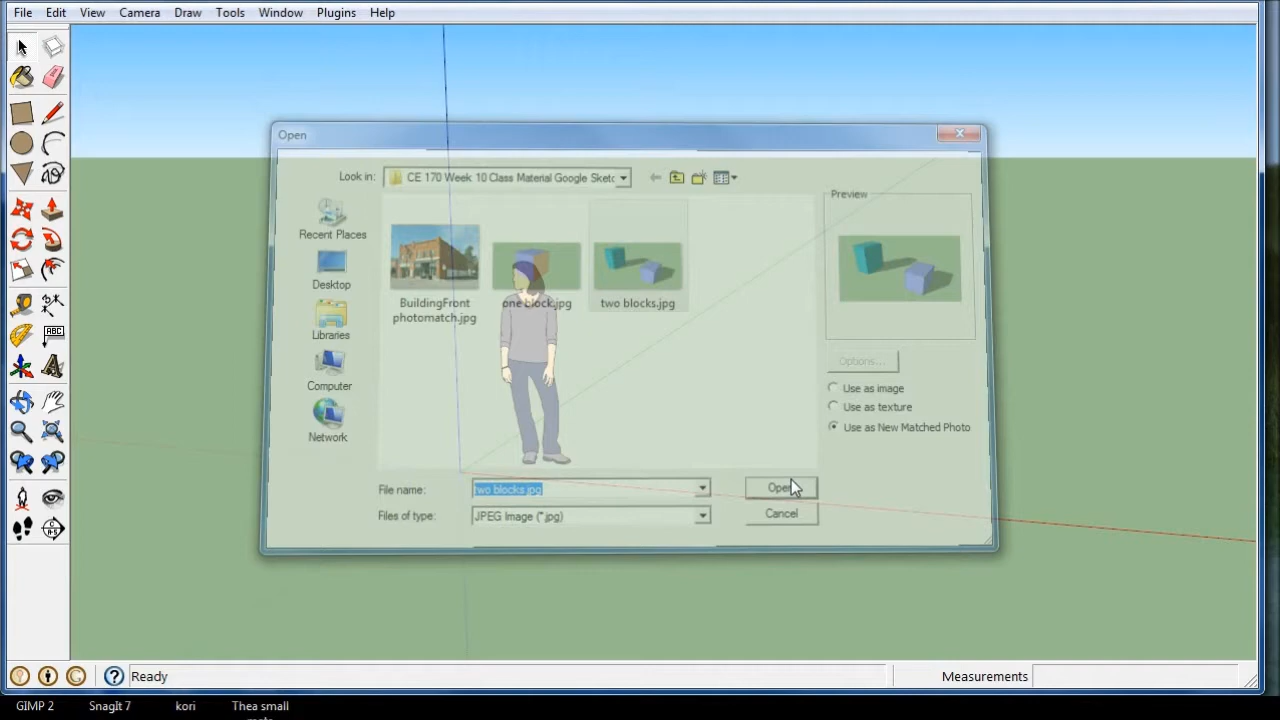 File Edit View Camera Draw Tools Window Plugins Help
Open
Look in: CE 170 Week 10 Class Material Google Sketc
Preview
Recent Places
Desktop
Libraries
Computer
Network
BuildingFront
photomatch.jpg
one block.jpg
two blocks.jpg
Options...
Use as image
Use as texture
Use as New Matched Photo
File name: two blocks.jpg Open
Files of type: JPEG Image (*.jpg) Cancel
ABC
Ready Measurements
GIMP 2 SnagIt 7 kori Thea small